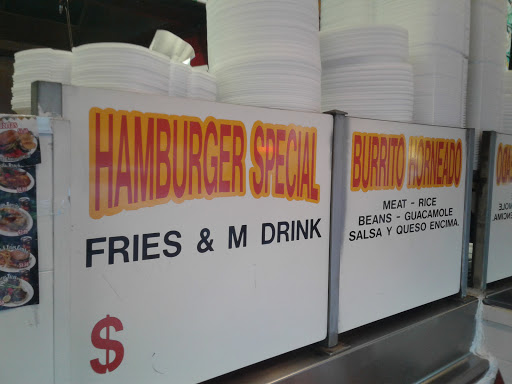 HAMBURGER SPECIAL
FRIES & M DRINK
$
BURRITO HORNEADO
MEAT - RICE
BEANS - GUACAMOLE
SALSA Y QUESO ENCIMA.